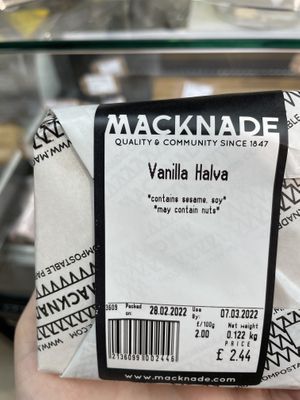 MACKNADE
QUALITY & COMMUNITY SINCE 1847
Vanilla Halva
*contains sesame, soy*
*may contain nuts*
Packed on: 28.02.2022 Use By 07.03.2022
£/100g 2.00 Net Weight 0.122 kg
PRICE
£ 2.44
2136099002446
www.macknade.com